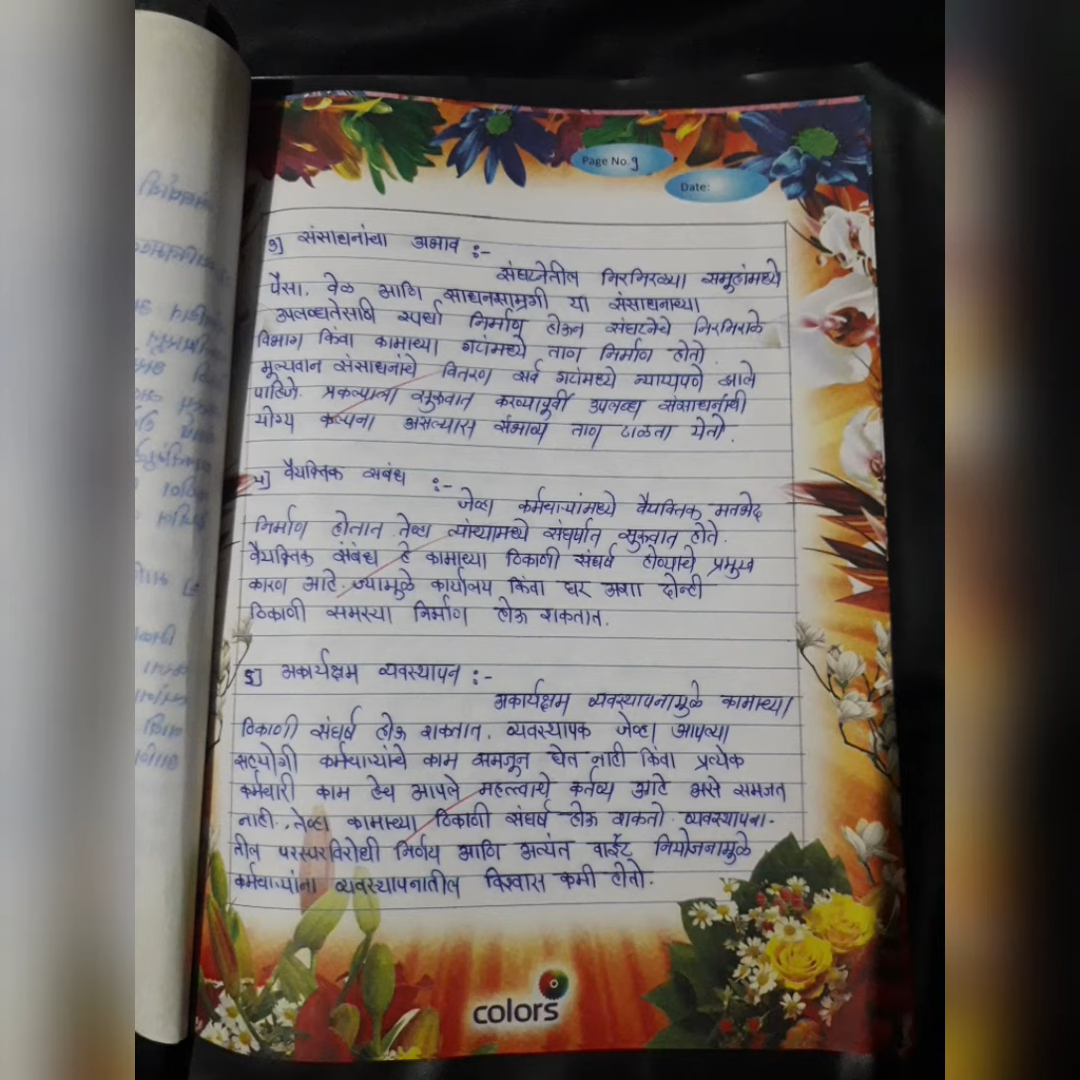 Page No. 9
Date:
७] संसाधनांचा अभाव :-
संघटनेतील निरनिरळ्या समुहांमध्ये
पैसा. वेळ आणि साधनसामुग्री या संसाधनाच्या
उपलब्धतेसाठी स्पर्धा निर्माण होऊन संघटनेचे निरनिराळे
विभाग किंवा कामाच्या गटांमध्ये ताण निर्माण होतो.
मूल्यवान संसाधनांचे वितरण सर्व गटांमध्ये न्याय्यपणे झाले
पाहिजे. प्रकल्पाला सुरुवात करण्यापूर्वी उपलब्ध संसाधनांची
योग्य कल्पना असल्यास संभाव्य ताण टाळता येतो.
८] वैयक्तिक संबंध :-
जेव्हा कर्मचाऱ्यांमध्ये वैयक्तिक मतभेद
निर्माण होतात तेव्हा त्यांच्यामध्ये संघर्षात सुरुवात होते.
वैयक्तिक संबंध हे कामाच्या ठिकाणी संघर्ष होण्याचे प्रमुख
कारण आहे. ज्यामुळे कार्यालय किंवा घर अशा दोन्ही
ठिकाणी समस्या निर्माण होऊ शकतात.
९] अकार्यक्षम व्यवस्थापन :-
अकार्यक्षम व्यवस्थापनामुळे कामाच्या
ठिकाणी संघर्ष होऊ शकतात. व्यवस्थापक जेव्हा आपल्या
सहयोगी कर्मचाऱ्यांचे काम समजून घेत नाही किंवा प्रत्येक
कर्मचारी काम हेच आपले महत्त्वाचे कर्तव्य आहे असे समजत
नाही. तेव्हा कामाच्या ठिकाणी संघर्ष होऊ शकतो. व्यवस्थापना-
तील परस्परविरोधी निर्णय आणि अत्यंत वाईट नियोजनामुळे
कर्मचाऱ्यांना व्यवस्थापनातील विश्वास कमी होतो.
colors